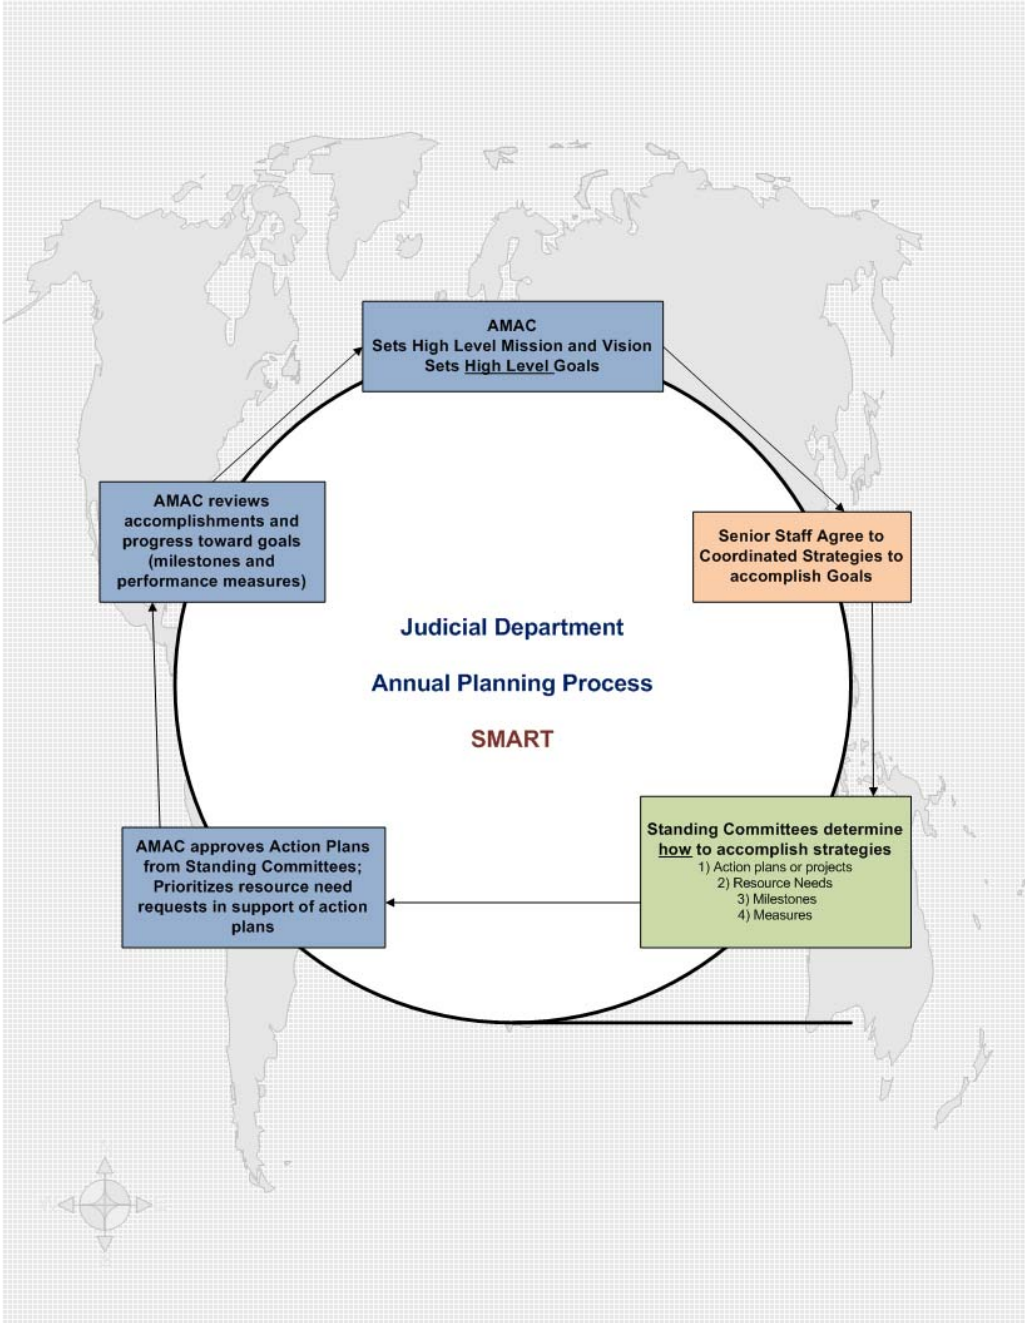 AMAC
Sets High Level Mission and Vision
Sets High Level Goals
Senior Staff Agree to
Coordinated Strategies to
accomplish Goals
Standing Committees determine
how to accomplish strategies
1) Action plans or projects
2) Resource Needs
3) Milestones
4) Measures
AMAC approves Action Plans
from Standing Committees;
Prioritizes resource need
requests in support of action
plans
AMAC reviews
accomplishments and
progress toward goals
(milestones and
performance measures)
Judicial Department
Annual Planning Process
SMART